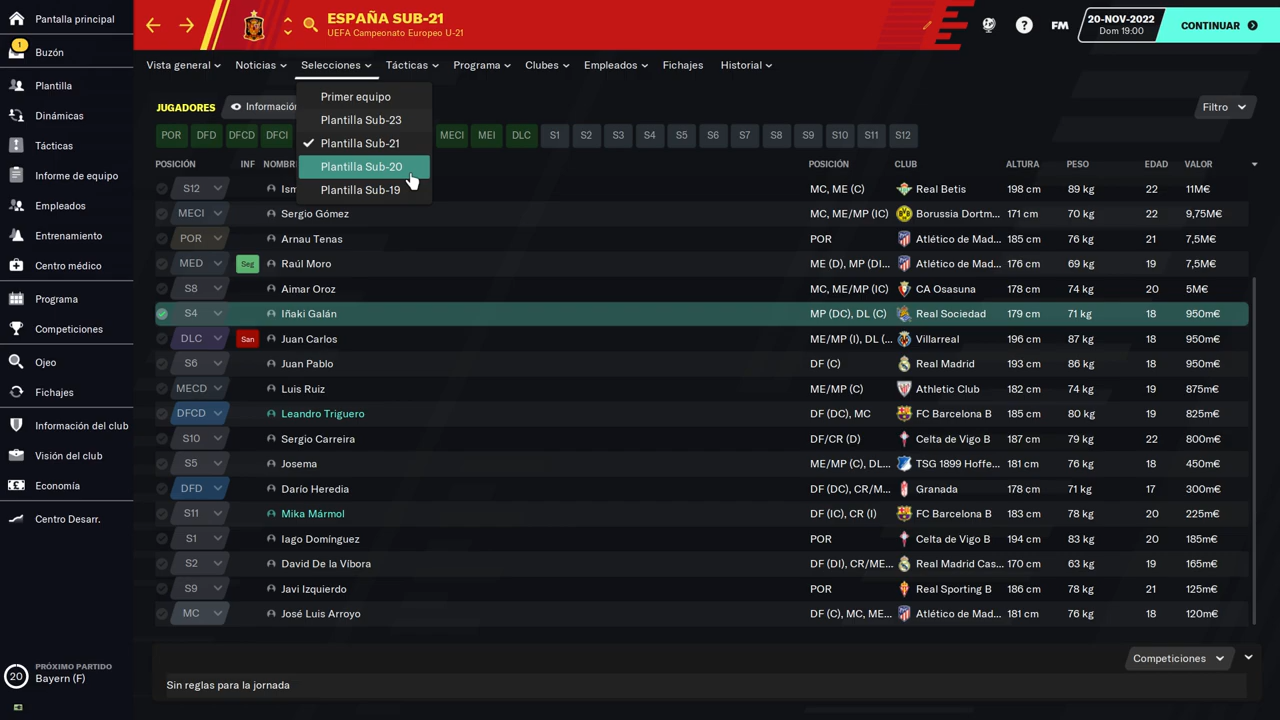 Pantalla principal
1
Buzón
Plantilla
Dinámicas
Tácticas
Informe de equipo
Empleados
Entrenamiento
Centro médico
Programa
Competiciones
Ojeo
Fichajes
Información del club
Visión del club
Economía
Centro Desarr.
20
PRÓXIMO PARTIDO
Bayern (F)
ESPAÑA SUB-21
UEFA Campeonato Europeo U-21
FM
20-NOV-2022
Dom 19:00
CONTINUAR
Vista general Noticias Selecciones Tácticas Programa Clubes Empleados Fichajes Historial
Primer equipo
Plantilla Sub-23
Plantilla Sub-21
Plantilla Sub-20
Plantilla Sub-19
JUGADORES Filtro
POR DFD DFCD DFCI MECI MEI DLC S1 S2 S3 S4 S5 S6 S7 S8 S9 S10 S11 S12
POSICIÓN INF POSICIÓN CLUB ALTURA PESO EDAD VALOR
S12 MC, ME (C) Real Betis 198 cm 89 kg 22 11M€
MECI Sergio Gómez MC, ME/MP (IC) Borussia Dortm... 171 cm 70 kg 22 9,75M€
POR Arnau Tenas POR Atlético de Mad... 185 cm 76 kg 21 7,5M€
MED Seg Raúl Moro ME (D), MP (DI... Atlético de Mad... 176 cm 69 kg 19 7,5M€
S8 Aimar Oroz MC, ME/MP (IC) CA Osasuna 178 cm 74 kg 20 5M€
S4 Iñaki Galán MP (DC), DL (C) Real Sociedad 179 cm 71 kg 18 950m€
DLC San Juan Carlos ME/MP (I), DL (... Villarreal 196 cm 87 kg 18 950m€
S6 Juan Pablo DF (C) Real Madrid 193 cm 86 kg 18 950m€
MECD Luis Ruiz ME/MP (C) Athletic Club 182 cm 74 kg 19 875m€
DFCD Leandro Triguero DF (DC), MC FC Barcelona B 185 cm 80 kg 19 825m€
S10 Sergio Carreira DF/CR (D) Celta de Vigo B 187 cm 79 kg 22 800m€
S5 Josema ME/MP (C), DL... TSG 1899 Hoffe... 181 cm 76 kg 18 450m€
DFD Darío Heredia DF (DC), CR/M... Granada 178 cm 71 kg 17 300m€
S11 Mika Mármol DF (IC), CR (I) FC Barcelona B 183 cm 78 kg 20 225m€
S1 Iago Domínguez POR Celta de Vigo B 194 cm 83 kg 20 185m€
S2 David De la Víbora DF (DI), CR/ME... Real Madrid Cas... 170 cm 63 kg 19 165m€
S9 Javi Izquierdo POR Real Sporting B 186 cm 78 kg 21 125m€
MC José Luis Arroyo DF (C), MC, ME... Atlético de Mad... 181 cm 76 kg 18 120m€
Competiciones
Sin reglas para la jornada